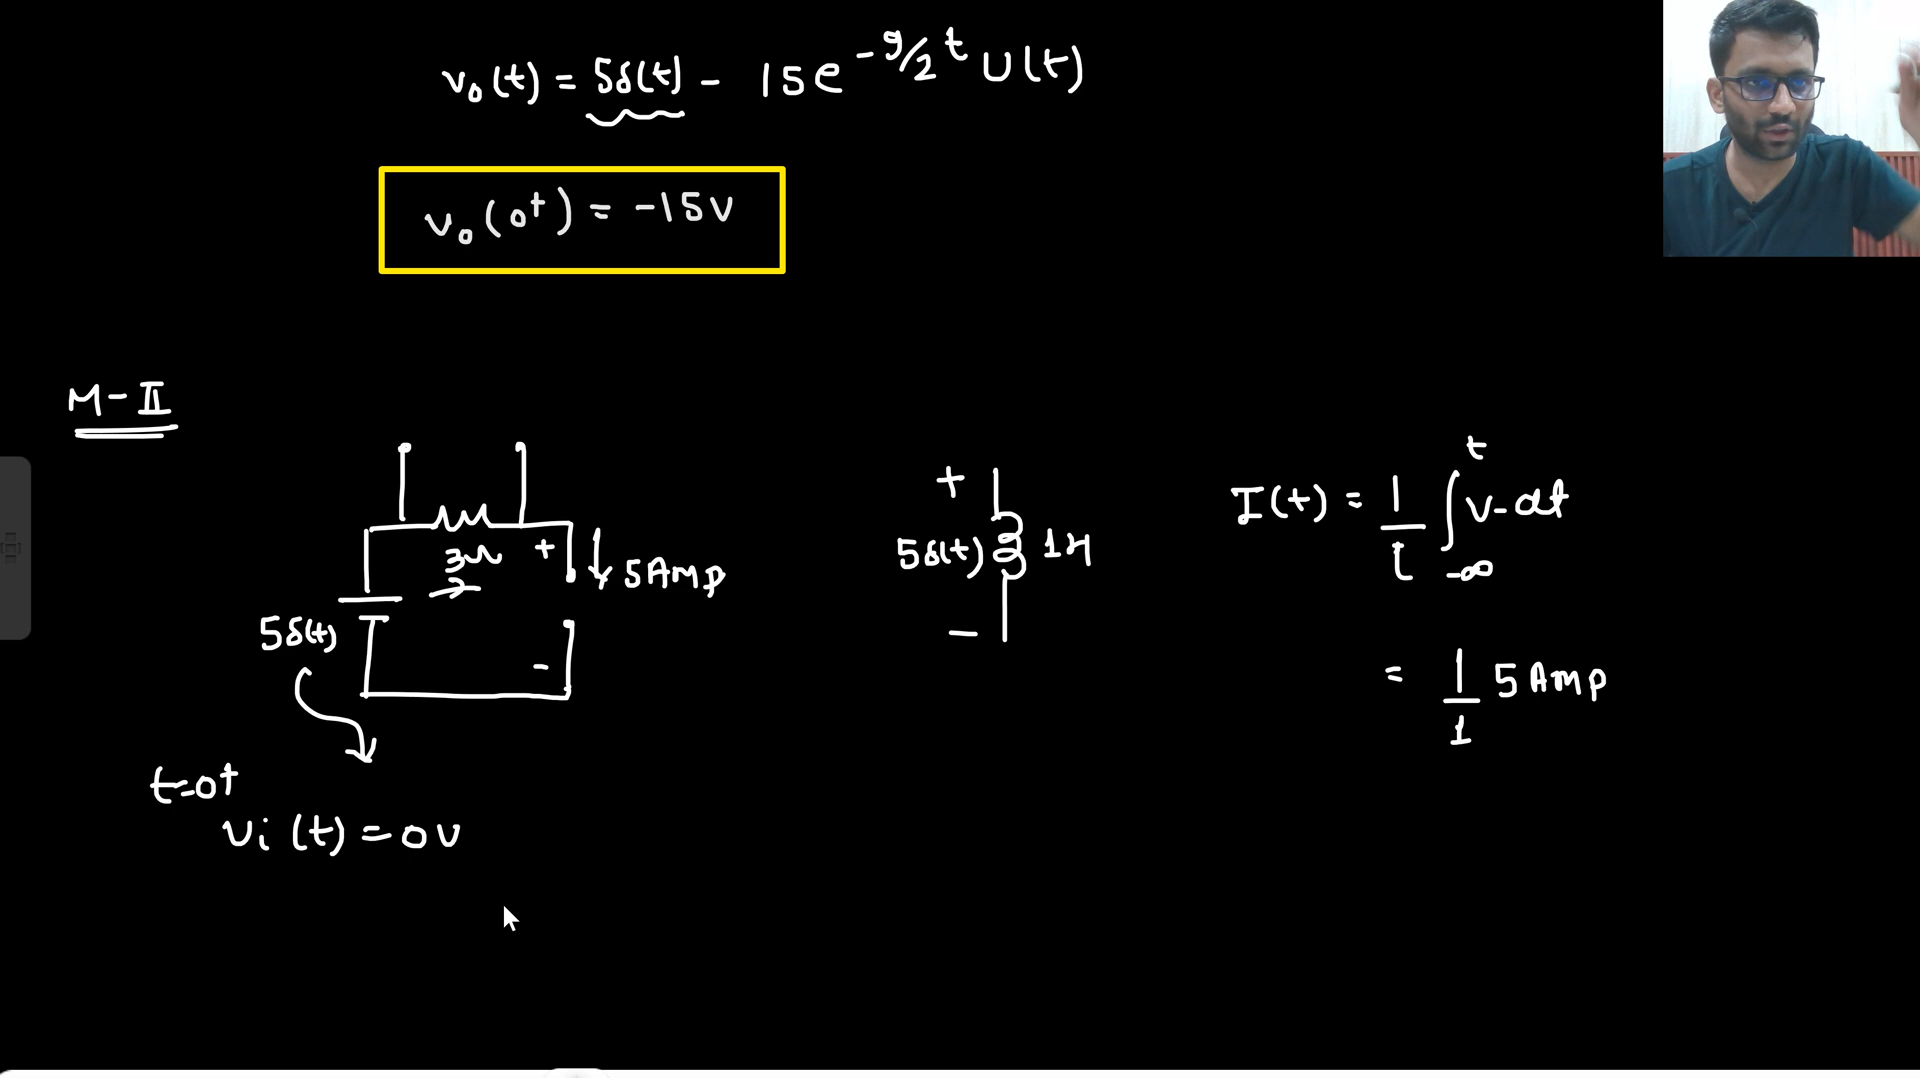 v₀(t) = 5δ(t) - 15e^(-9/2 t) U(t)
v₀(0⁺) = -15V
M-II
3Ω
+
5Amp
5δ(t)
-
t=0⁺
vi(t) = 0V
+
5δ(t) 1H
-
I(t) = 1/L ∫_{-∞}^{t} V-dt
= 1/1 5Amp